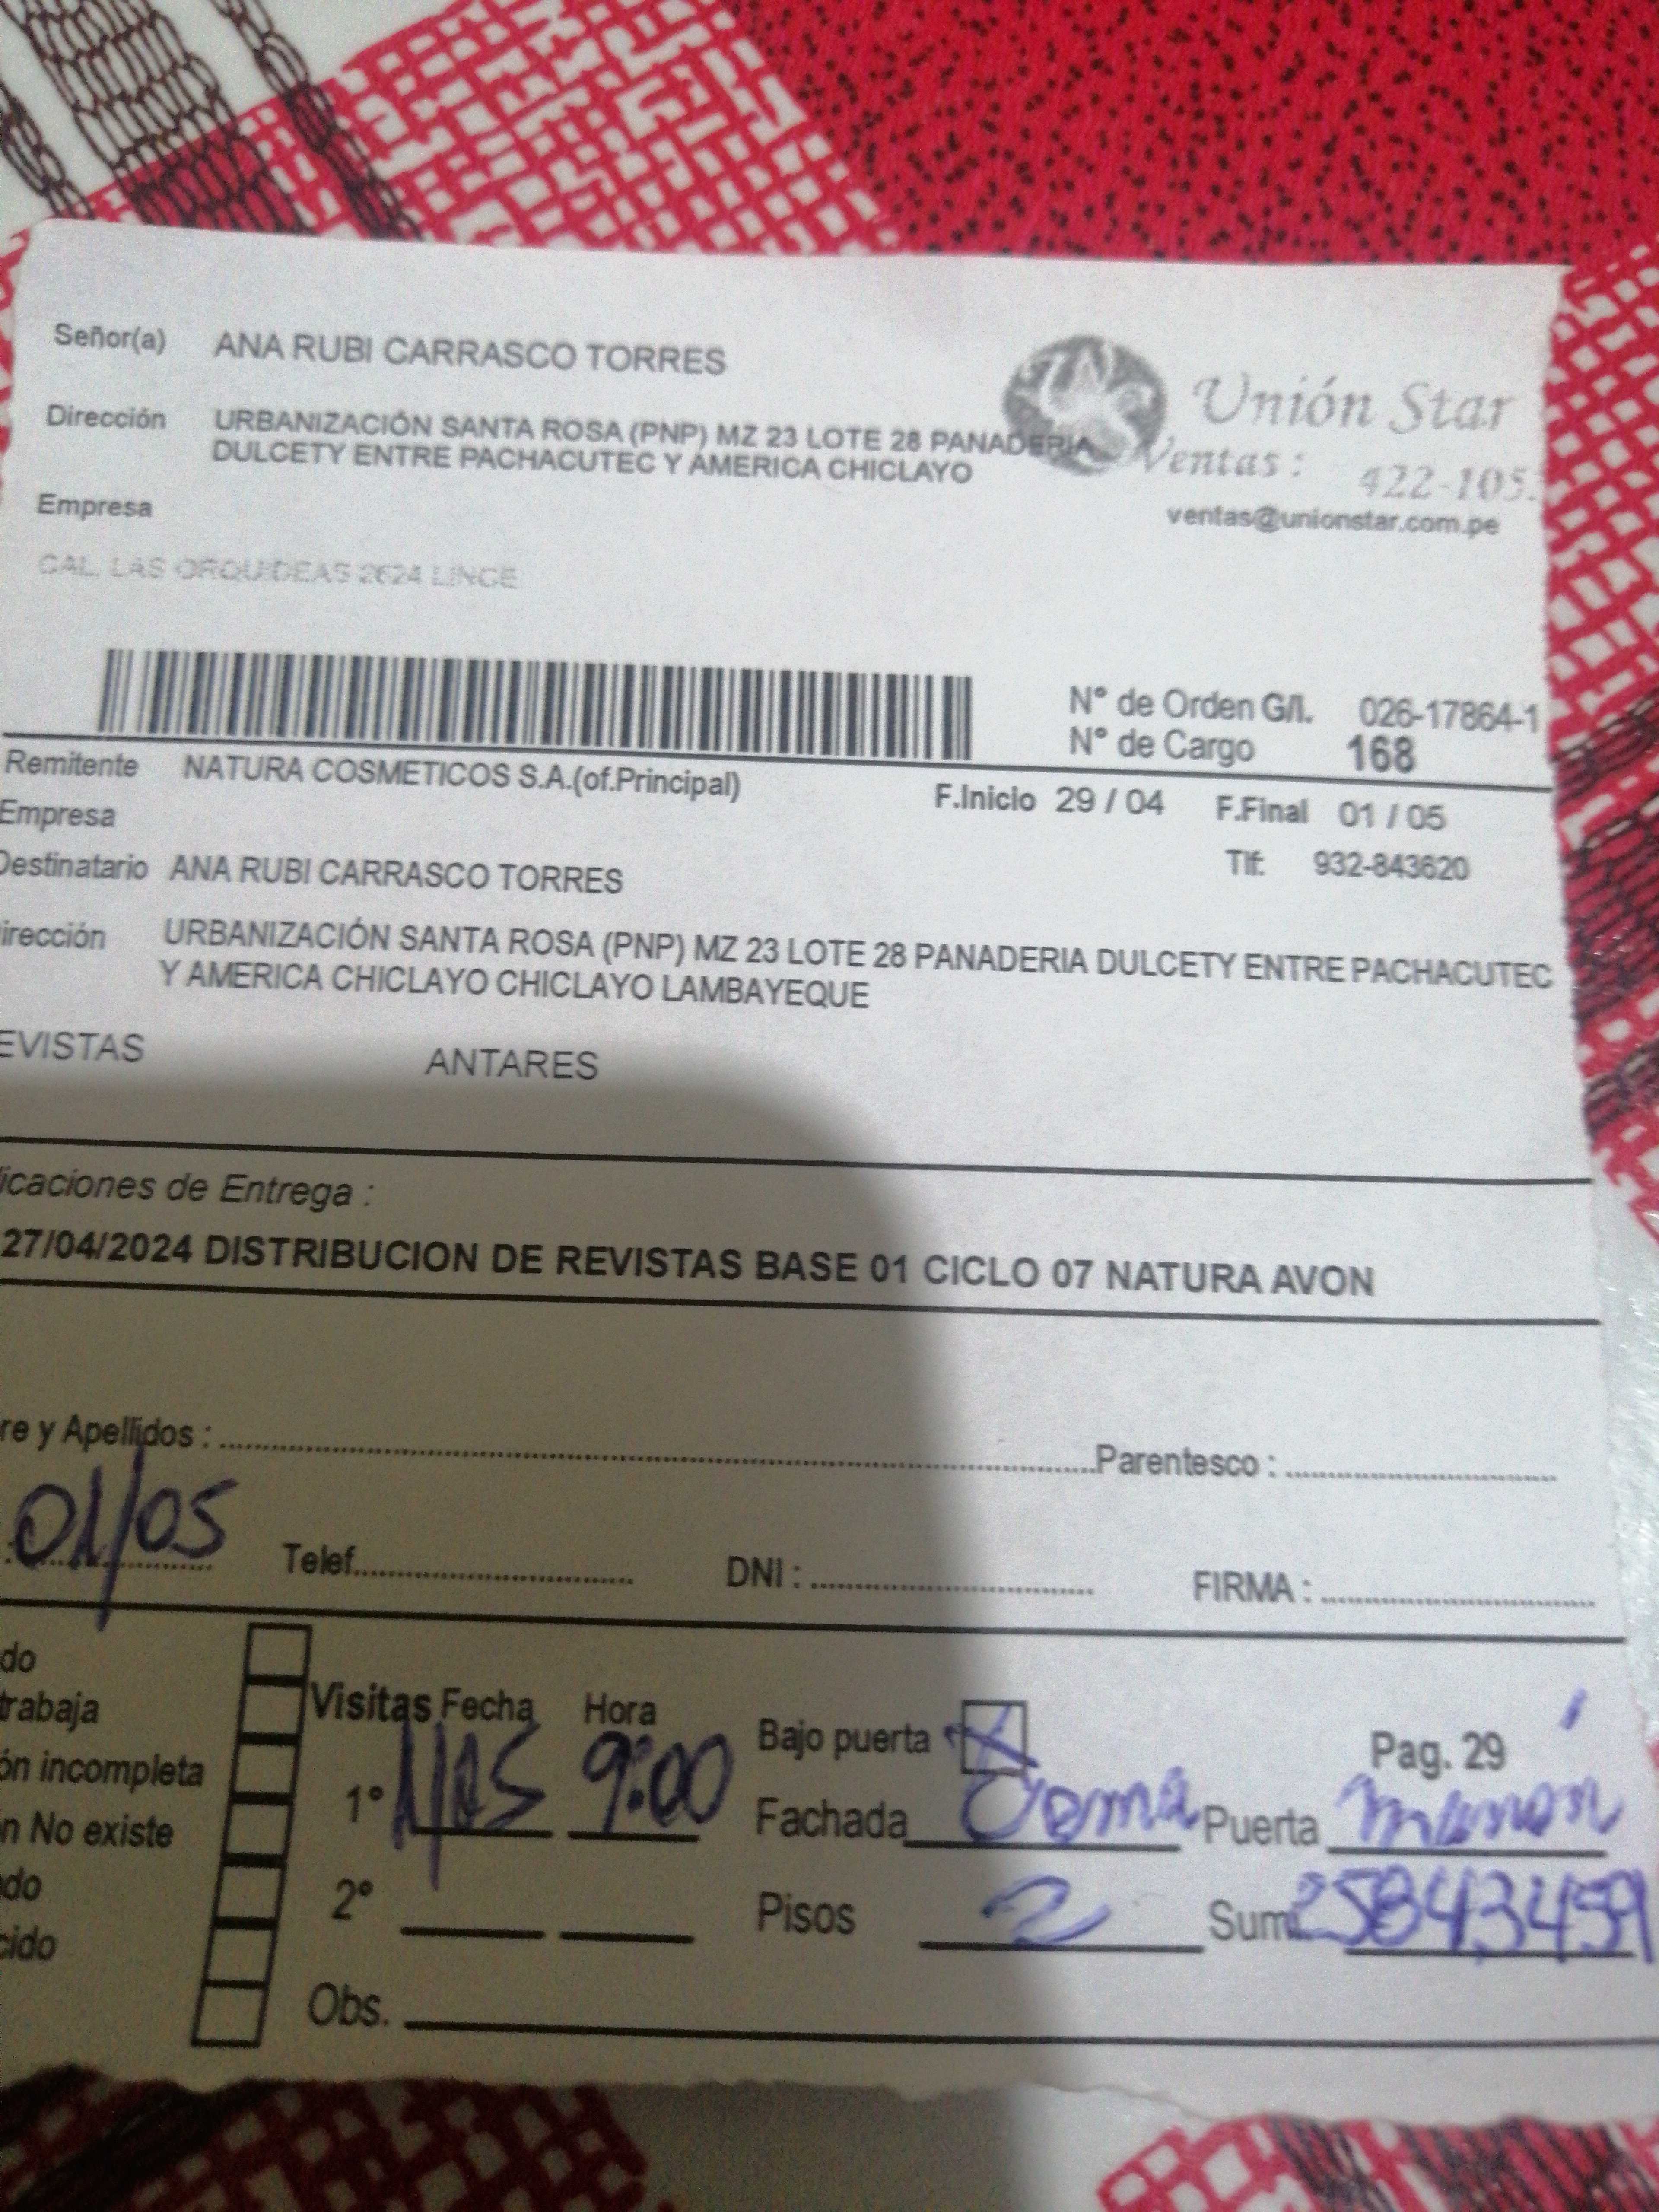 Señor(a) ANA RUBI CARRASCO TORRES
Unión Star
Dirección URBANIZACIÓN SANTA ROSA (PNP) MZ 23 LOTE 28 PANADERIA
DULCETY ENTRE PACHACUTEC Y AMERICA CHICLAYO
Ventas: 422-105
Empresa
ventas@unionstar.com.pe
CAL. LAS ORQUIDEAS 2624 LINCE
N° de Orden G/I. 026-17864-1
N° de Cargo 168
Remitente NATURA COSMETICOS S.A.(of.Principal)
F.Inicio 29 / 04 F.Final 01 / 05
Empresa
Tlf: 932-843620
Destinatario ANA RUBI CARRASCO TORRES
irección URBANIZACIÓN SANTA ROSA (PNP) MZ 23 LOTE 28 PANADERIA DULCETY ENTRE PACHACUTEC
Y AMERICA CHICLAYO CHICLAYO LAMBAYEQUE
EVISTAS ANTARES
icaciones de Entrega :
27/04/2024 DISTRIBUCION DE REVISTAS BASE 01 CICLO 07 NATURA AVON
re y Apellidos : Parentesco :
01/05 Telef. DNI : FIRMA :
do
trabaja
ón incompleta
n No existe
do
cido
Visitas Fecha Hora
1° 1/05 9:00
2°
Obs.
Bajo puerta X Pag. 29
Fachada Crema Puerta marrón
Pisos 2 Sum. 25843459